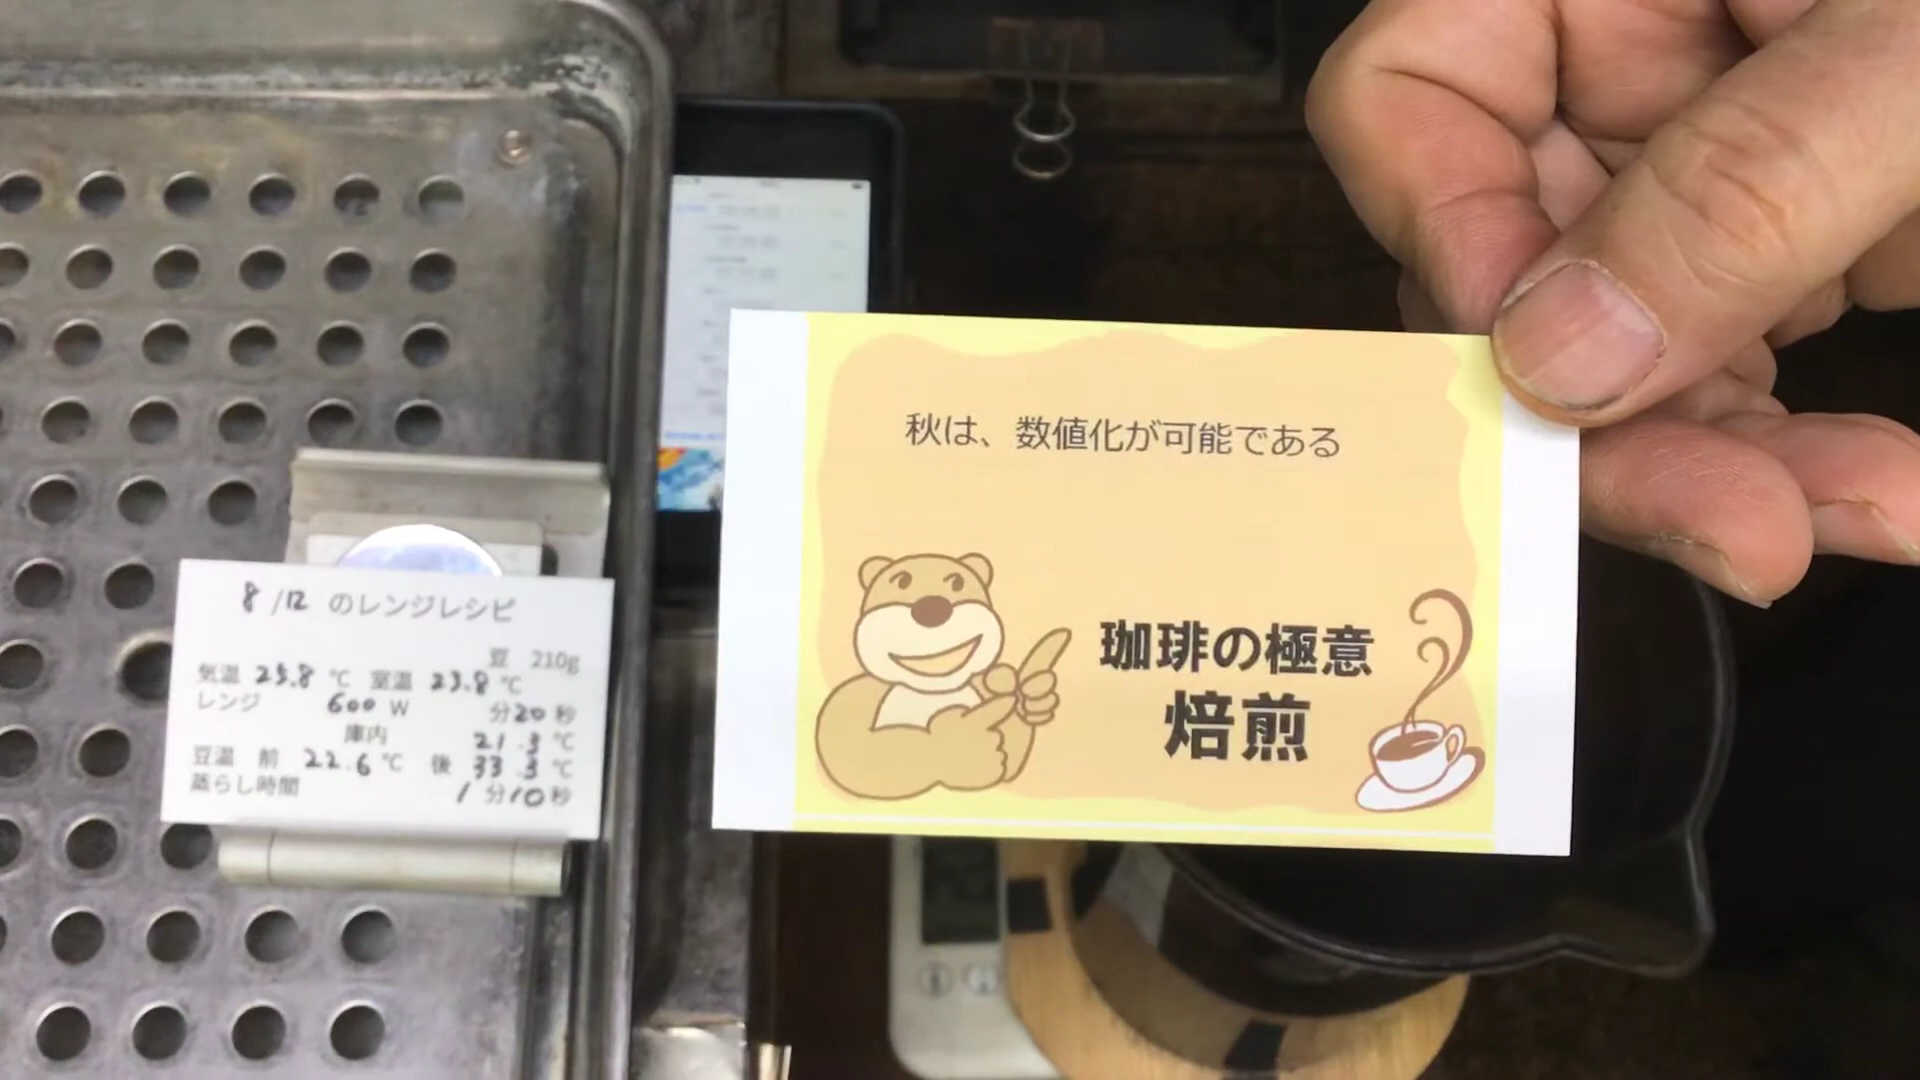 8/12 のレンジレシピ
豆 210g
気温 25.8 ℃ 室温 23.8 ℃
レンジ 600 W 分20秒
庫内 21.3 ℃
豆温 前 22.6 ℃ 後 33.3 ℃
蒸らし時間 1分10秒
秋は、数値化が可能である
珈琲の極意
焙煎